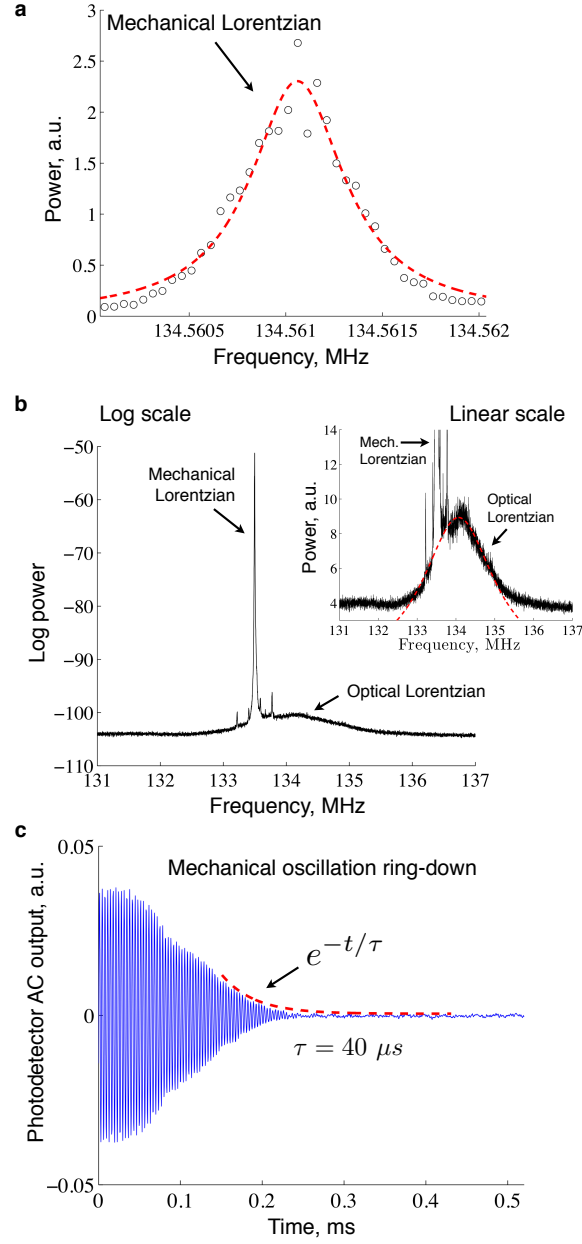 a
Mechanical Lorentzian
3
2.5
2
1.5
1
0.5
0
Power, a.u.
134.5605 134.561 134.5615 134.562
Frequency, MHz
b
Log scale
Linear scale
−50
−60
−70
−80
−90
−100
−110
Log power
Mechanical
Lorentzian
Optical Lorentzian
131 132 133 134 135 136 137
Frequency, MHz
14
12
10
8
6
4
Power, a.u.
Mech.
Lorentzian
Optical
Lorentzian
131 132 133 134 135 136 137
Frequency, MHz
c
Mechanical oscillation ring-down
0.05
0
−0.05
Photodetector AC output, a.u.
e^{−t/τ}
τ = 40 μs
0 0.1 0.2 0.3 0.4 0.5
Time, ms